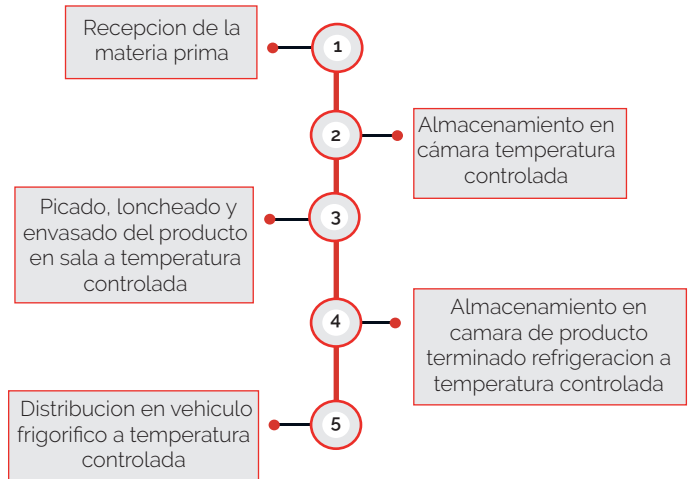 Recepcion de la
materia prima
1
2
Almacenamiento en
cámara temperatura
controlada
Picado, loncheado y
envasado del producto
en sala a temperatura
controlada
3
4
Almacenamiento en
camara de producto
terminado refrigeracion a
temperatura controlada
Distribucion en vehiculo
frigorifico a temperatura
controlada
5